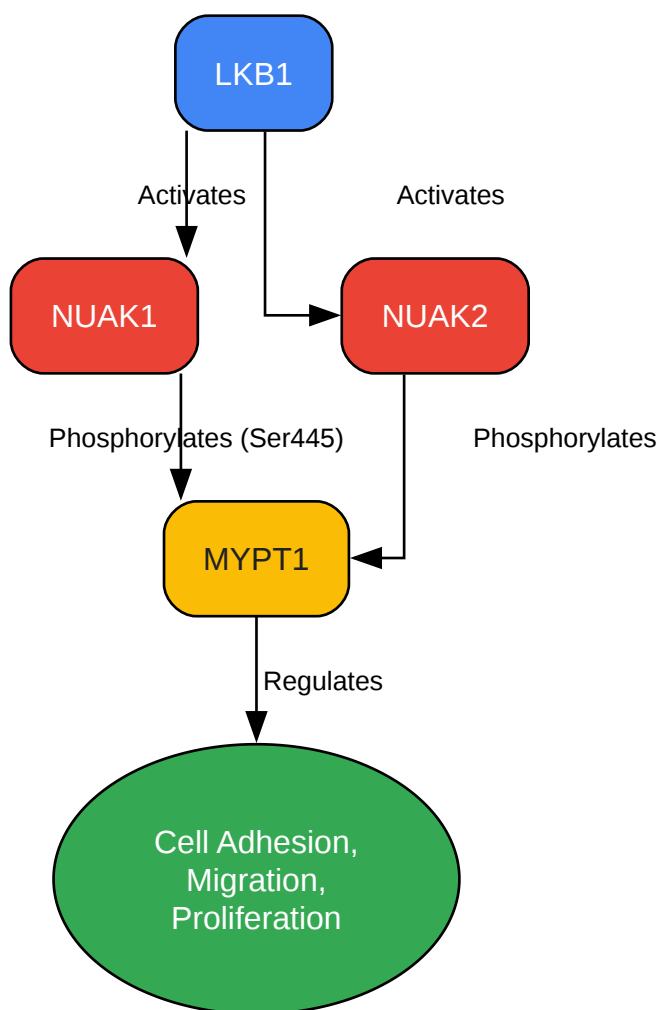 LKB1
Activates
Activates
NUAK1
NUAK2
Phosphorylates (Ser445)
Phosphorylates
MYPT1
Regulates
Cell Adhesion,
Migration,
Proliferation